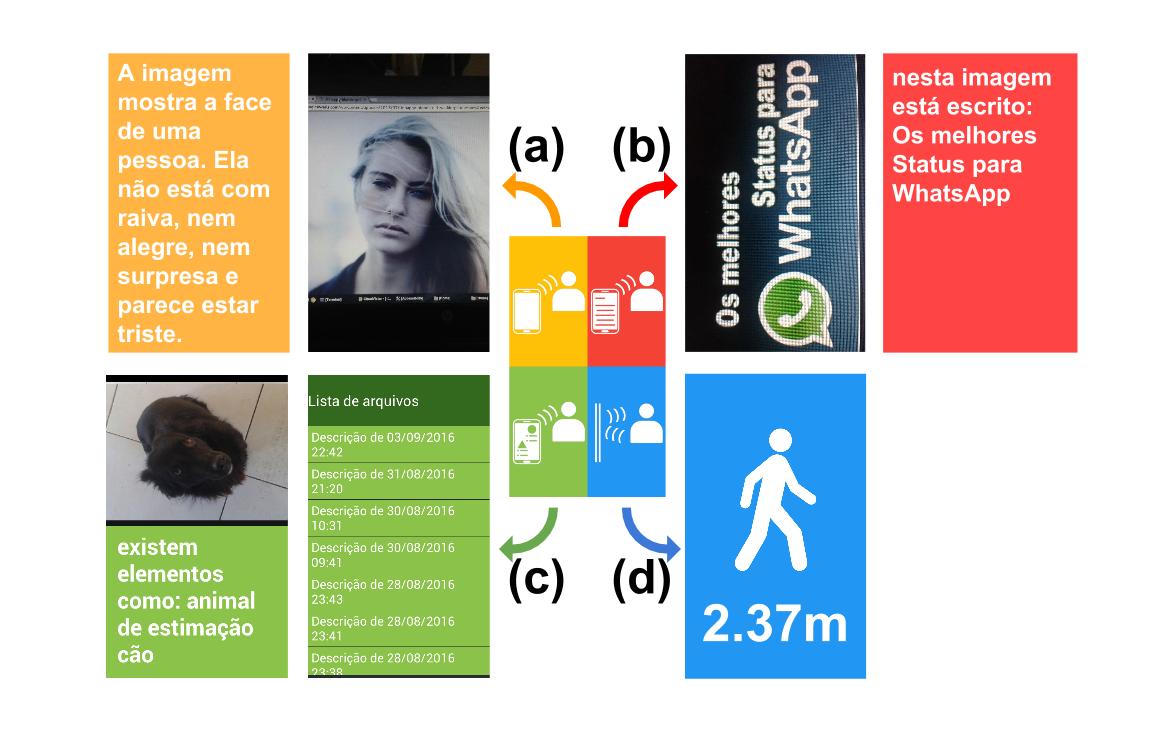 A imagem
mostra a face
de uma
pessoa. Ela
não está com
raiva, nem
alegre, nem
surpresa e
parece estar
triste.
(a)
(b)
Os melhores
Status para
WhatsApp
nesta imagem
está escrito:
Os melhores
Status para
WhatsApp
existem
elementos
como: animal
de estimação
cão
Lista de arquivos
Descrição de 03/09/2016
22:42
Descrição de 31/08/2016
21:20
Descrição de 30/08/2016
10:31
Descrição de 30/08/2016
09:41
Descrição de 28/08/2016
23:43
Descrição de 28/08/2016
23:41
Descrição de 28/08/2016
23:38
(c)
(d)
2.37m